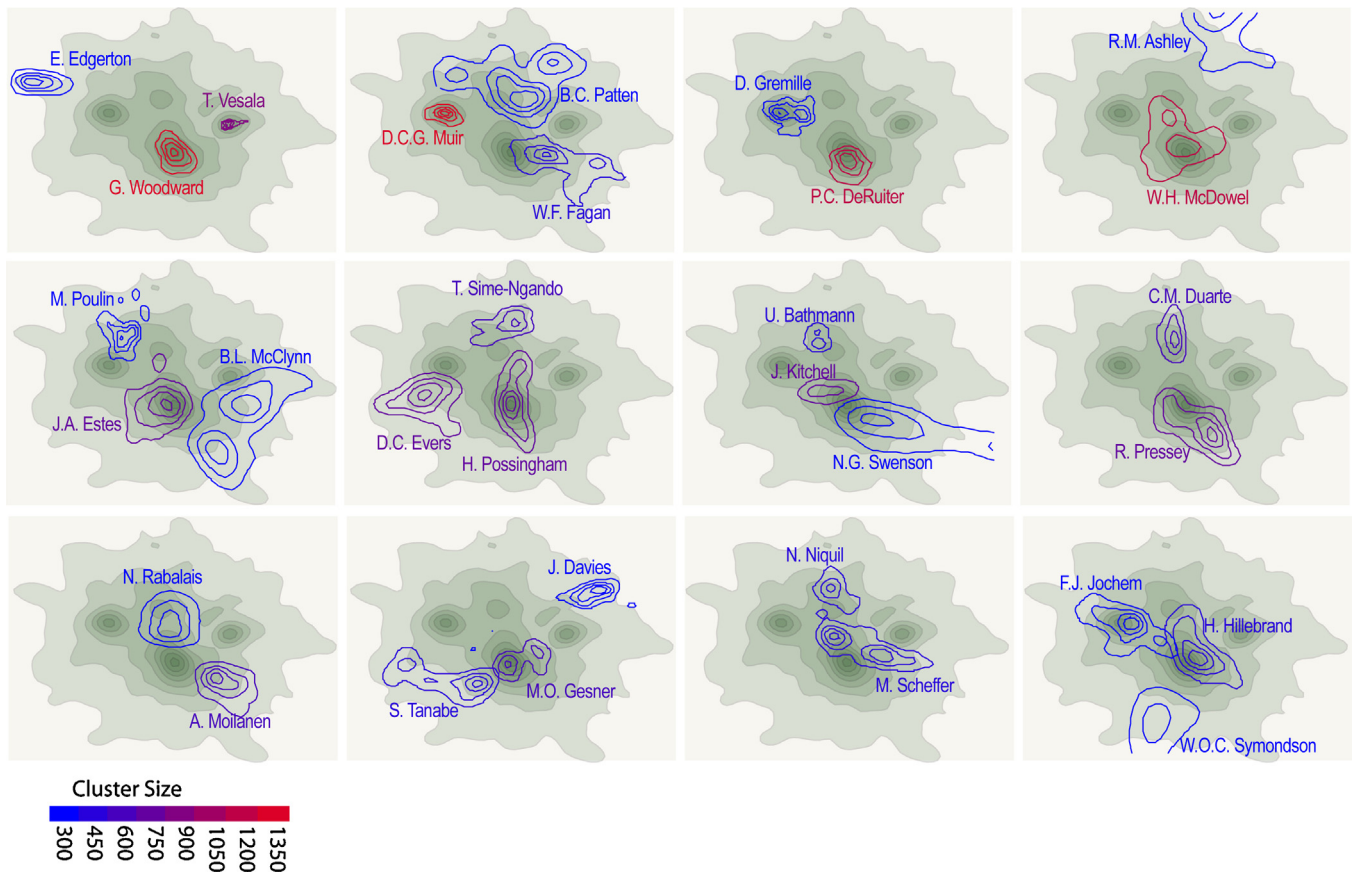 E. Edgerton
T. Vesala
G. Woodward
B.C. Patten
D.C.G. Muir
W.F. Fagan
D. Gremille
P.C. DeRuiter
R.M. Ashley
W.H. McDowel
M. Poulin
B.L. McClynn
J.A. Estes
T. Sime-Ngando
D.C. Evers
H. Possingham
U. Bathmann
J. Kitchell
N.G. Swenson
C.M. Duarte
R. Pressey
N. Rabalais
A. Moilanen
J. Davies
S. Tanabe
M.O. Gesner
N. Niquil
M. Scheffer
F.J. Jochem
H. Hillebrand
W.O.C. Symondson
Cluster Size
300
450
600
750
900
1050
1200
1350